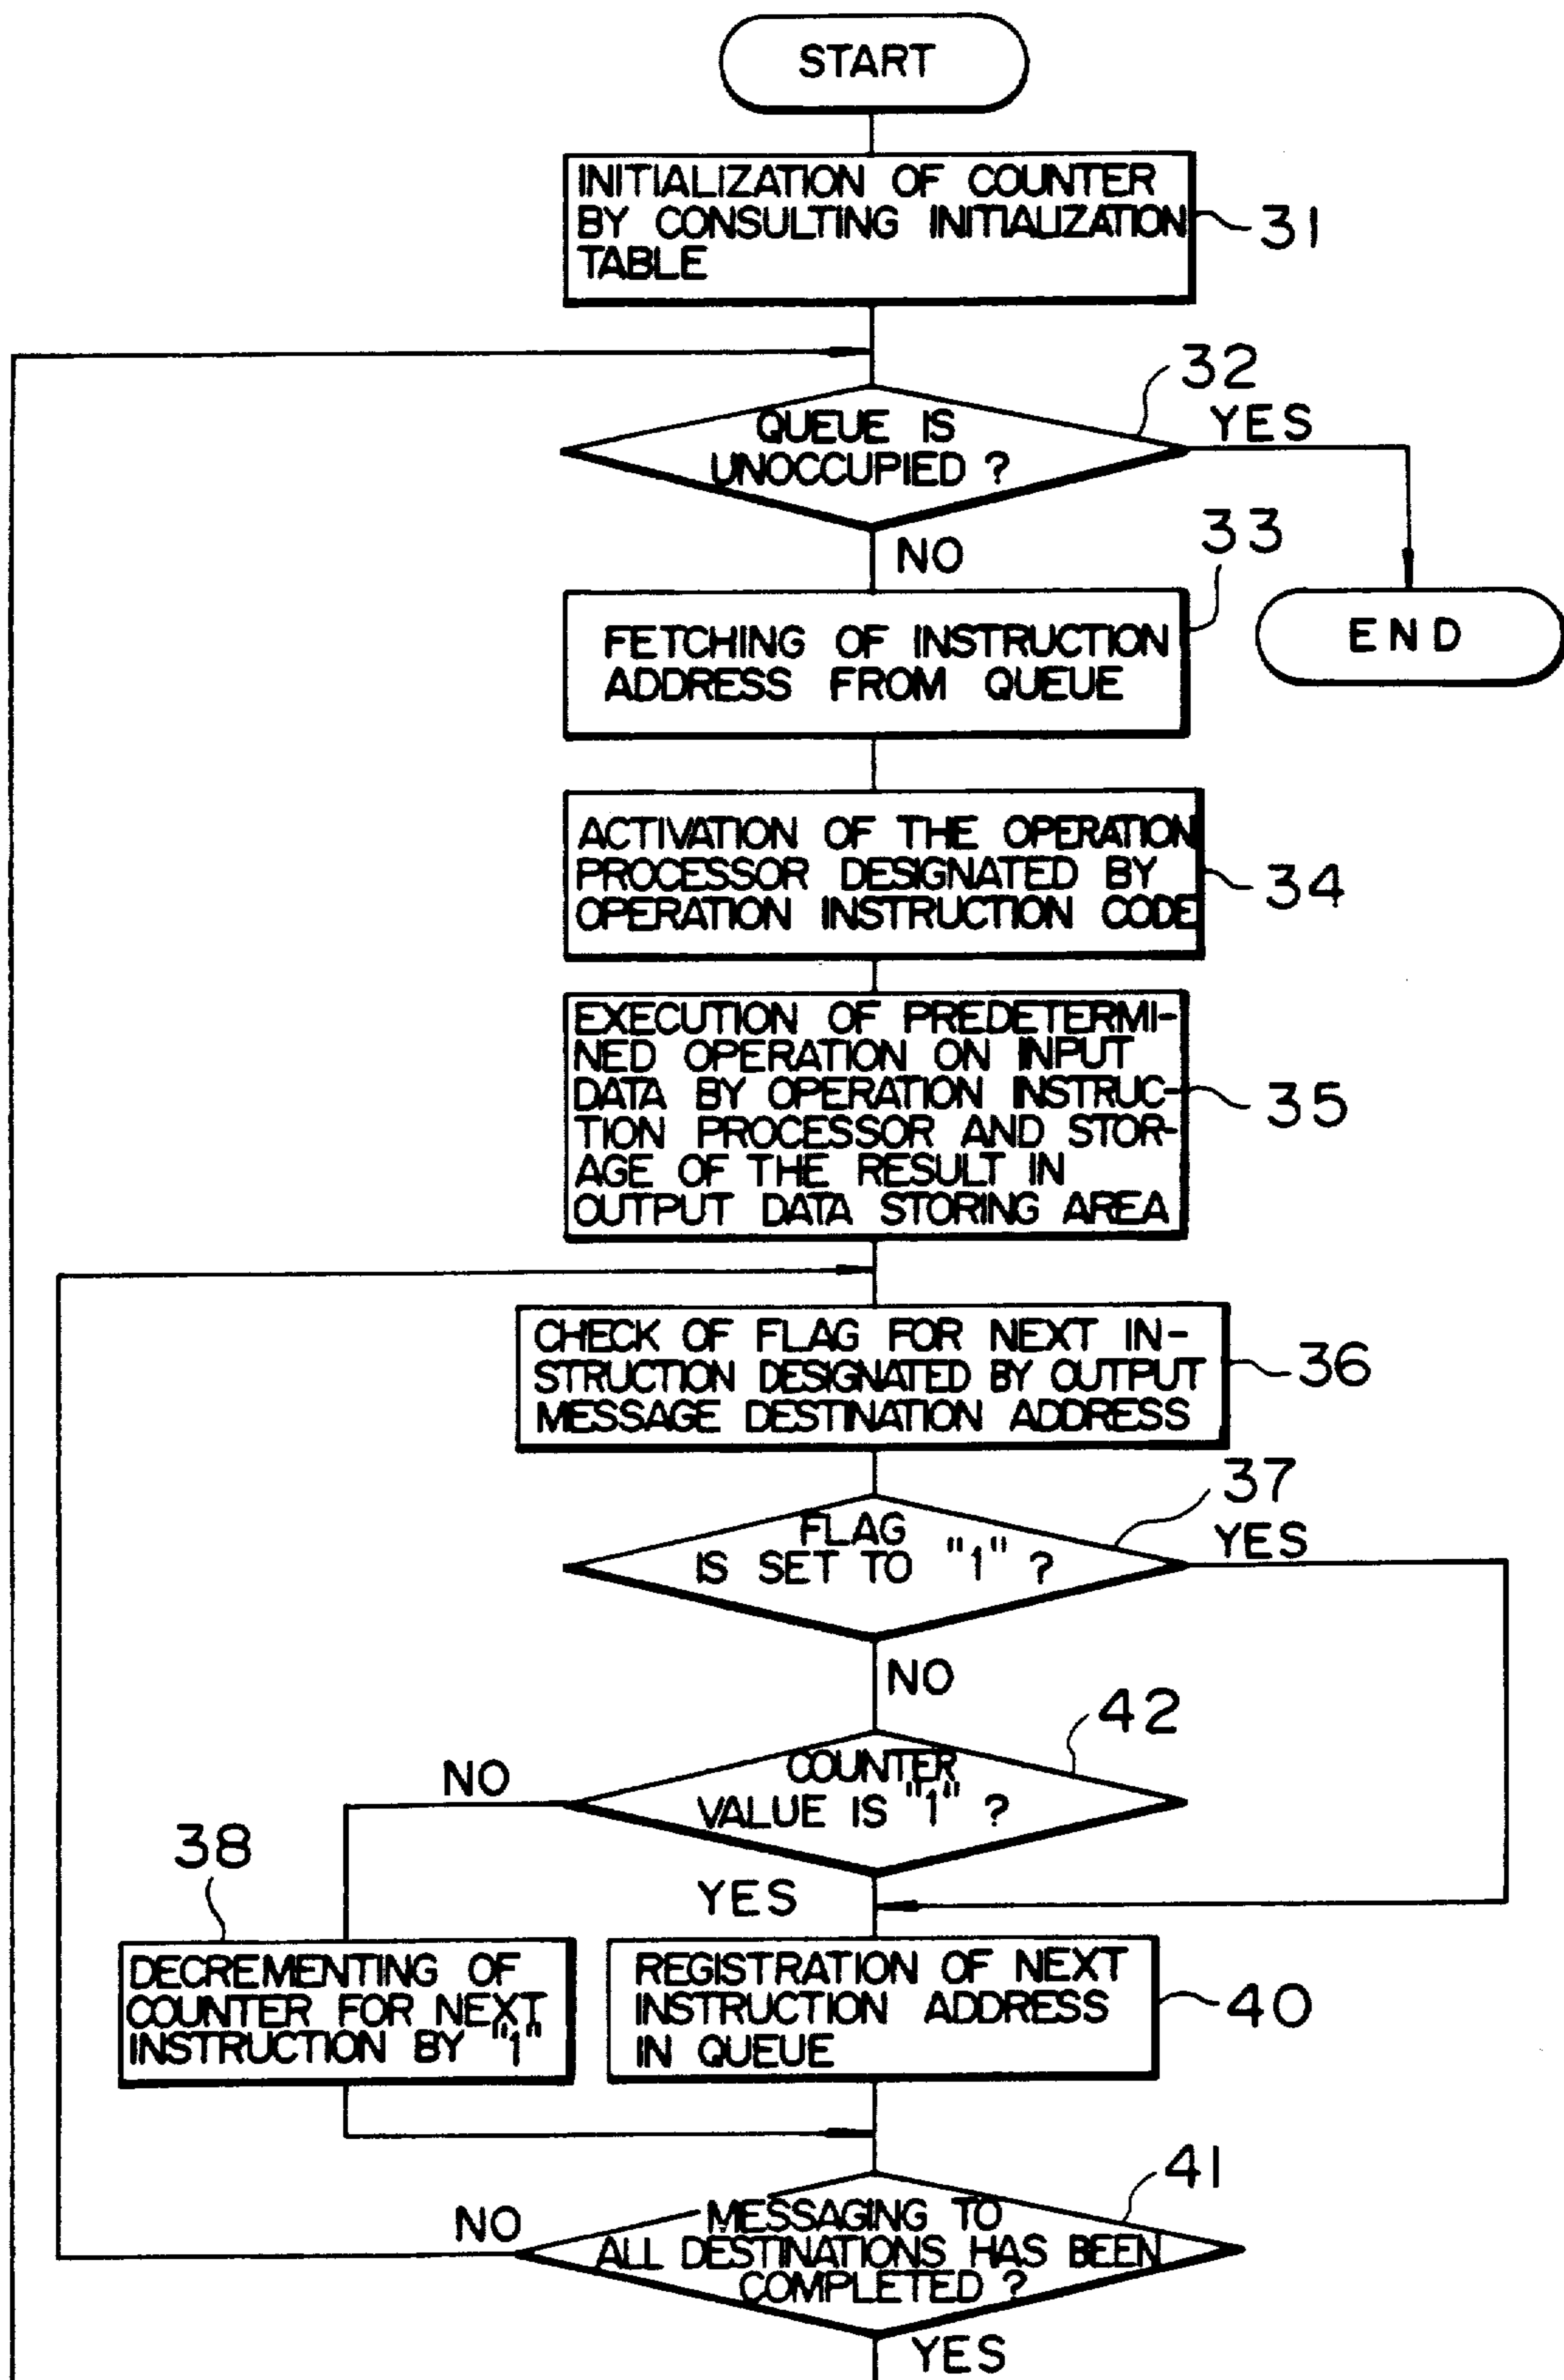 START
INITIALIZATION OF COUNTER
BY CONSULTING INITIALIZATION
TABLE
31
32
QUEUE IS
UNOCCUPIED ?
YES
NO
33
FETCHING OF INSTRUCTION
ADDRESS FROM QUEUE
END
ACTIVATION OF THE OPERATION
PROCESSOR DESIGNATED BY
OPERATION INSTRUCTION CODE
34
EXECUTION OF PREDETERMI-
NED OPERATION ON INPUT
DATA BY OPERATION INSTRUC-
TION PROCESSOR AND STOR-
AGE OF THE RESULT IN
OUTPUT DATA STORING AREA
35
CHECK OF FLAG FOR NEXT IN-
STRUCTION DESIGNATED BY OUTPUT
MESSAGE DESTINATION ADDRESS
36
37
FLAG
IS SET TO "1" ?
YES
NO
42
COUNTER
VALUE IS "1" ?
NO
YES
38
DECREMENTING OF
COUNTER FOR NEXT
INSTRUCTION BY "1"
REGISTRATION OF NEXT
INSTRUCTION ADDRESS
IN QUEUE
40
41
MESSAGING TO
ALL DESTINATIONS HAS BEEN
COMPLETED ?
NO
YES